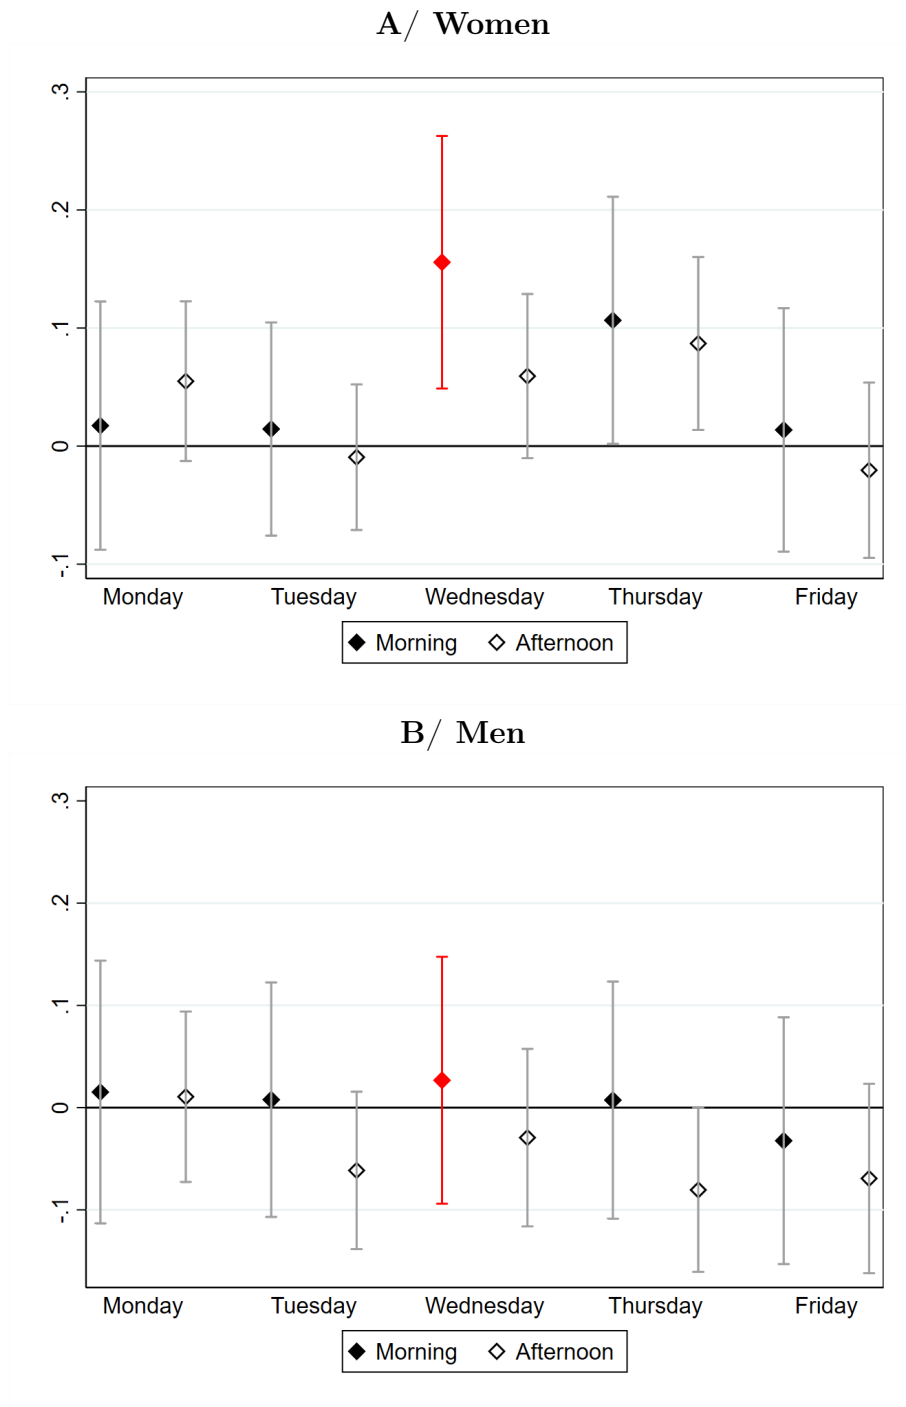 A/ Women
.3
.2
.1
0
-.1
Monday Tuesday Wednesday Thursday Friday
Morning Afternoon
B/ Men
.3
.2
.1
0
-.1
Monday Tuesday Wednesday Thursday Friday
Morning Afternoon